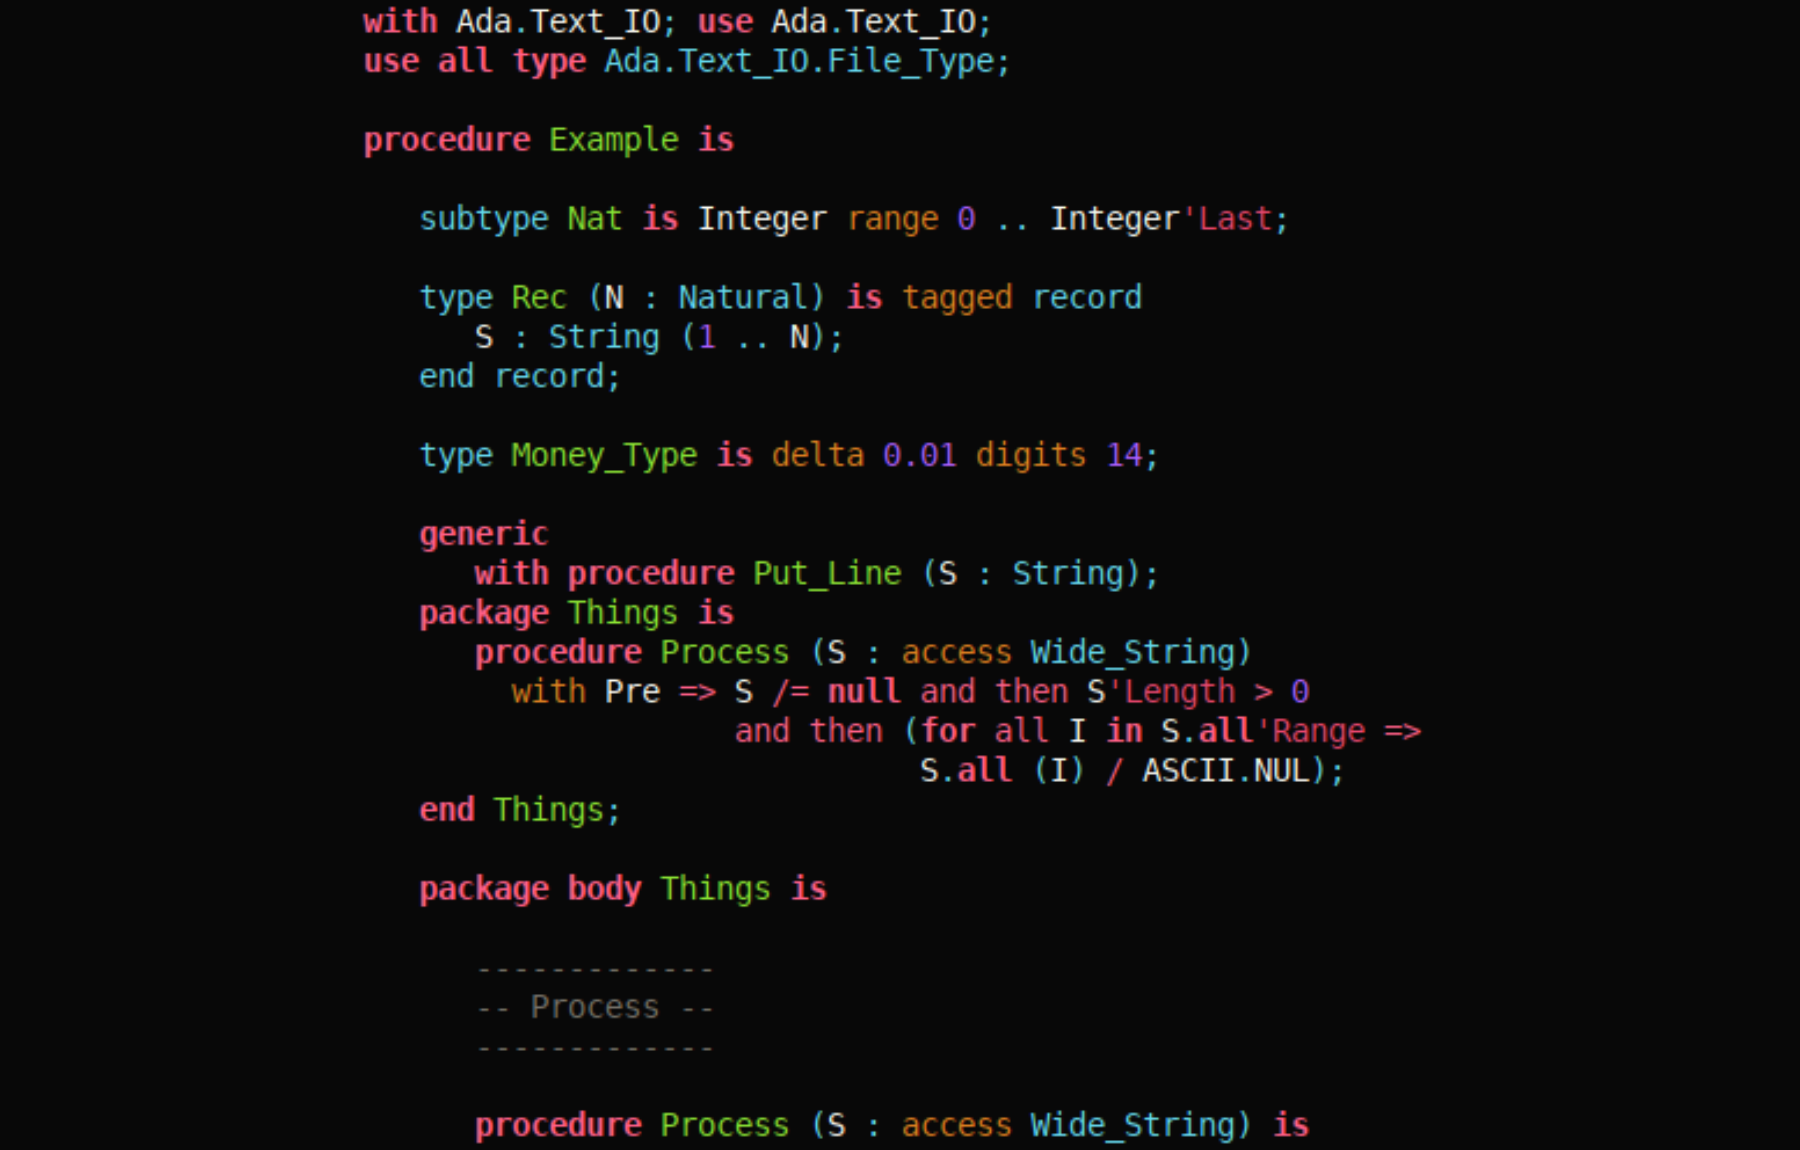 with Ada.Text_IO; use Ada.Text_IO;
use all type Ada.Text_IO.File_Type;
procedure Example is
subtype Nat is Integer range 0 .. Integer'Last;
type Rec (N : Natural) is tagged record
S : String (1 .. N);
end record;
type Money_Type is delta 0.01 digits 14;
generic
with procedure Put_Line (S : String);
package Things is
procedure Process (S : access Wide_String)
with Pre => S /= null and then S'Length > 0
and then (for all I in S.all'Range =>
S.all (I) / ASCII.NUL);
end Things;
package body Things is
-------------
-- Process --
-------------
procedure Process (S : access Wide_String) is